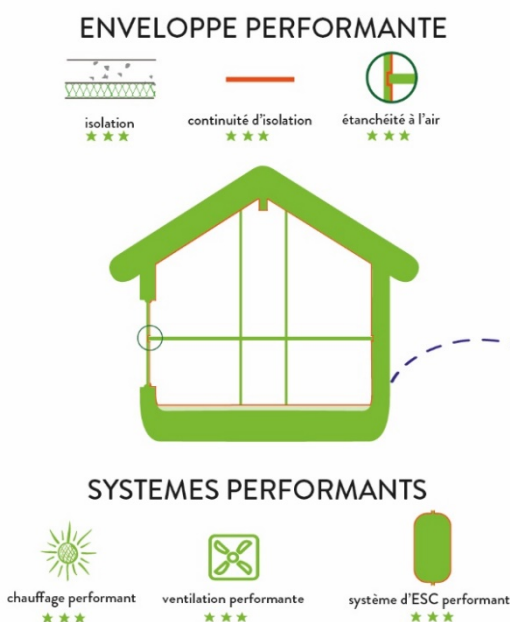 ENVELOPPE PERFORMANTE
isolation
continuité d'isolation
étanchéité à l'air
SYSTEMES PERFORMANTS
chauffage performant
ventilation performante
système d'ESC performant